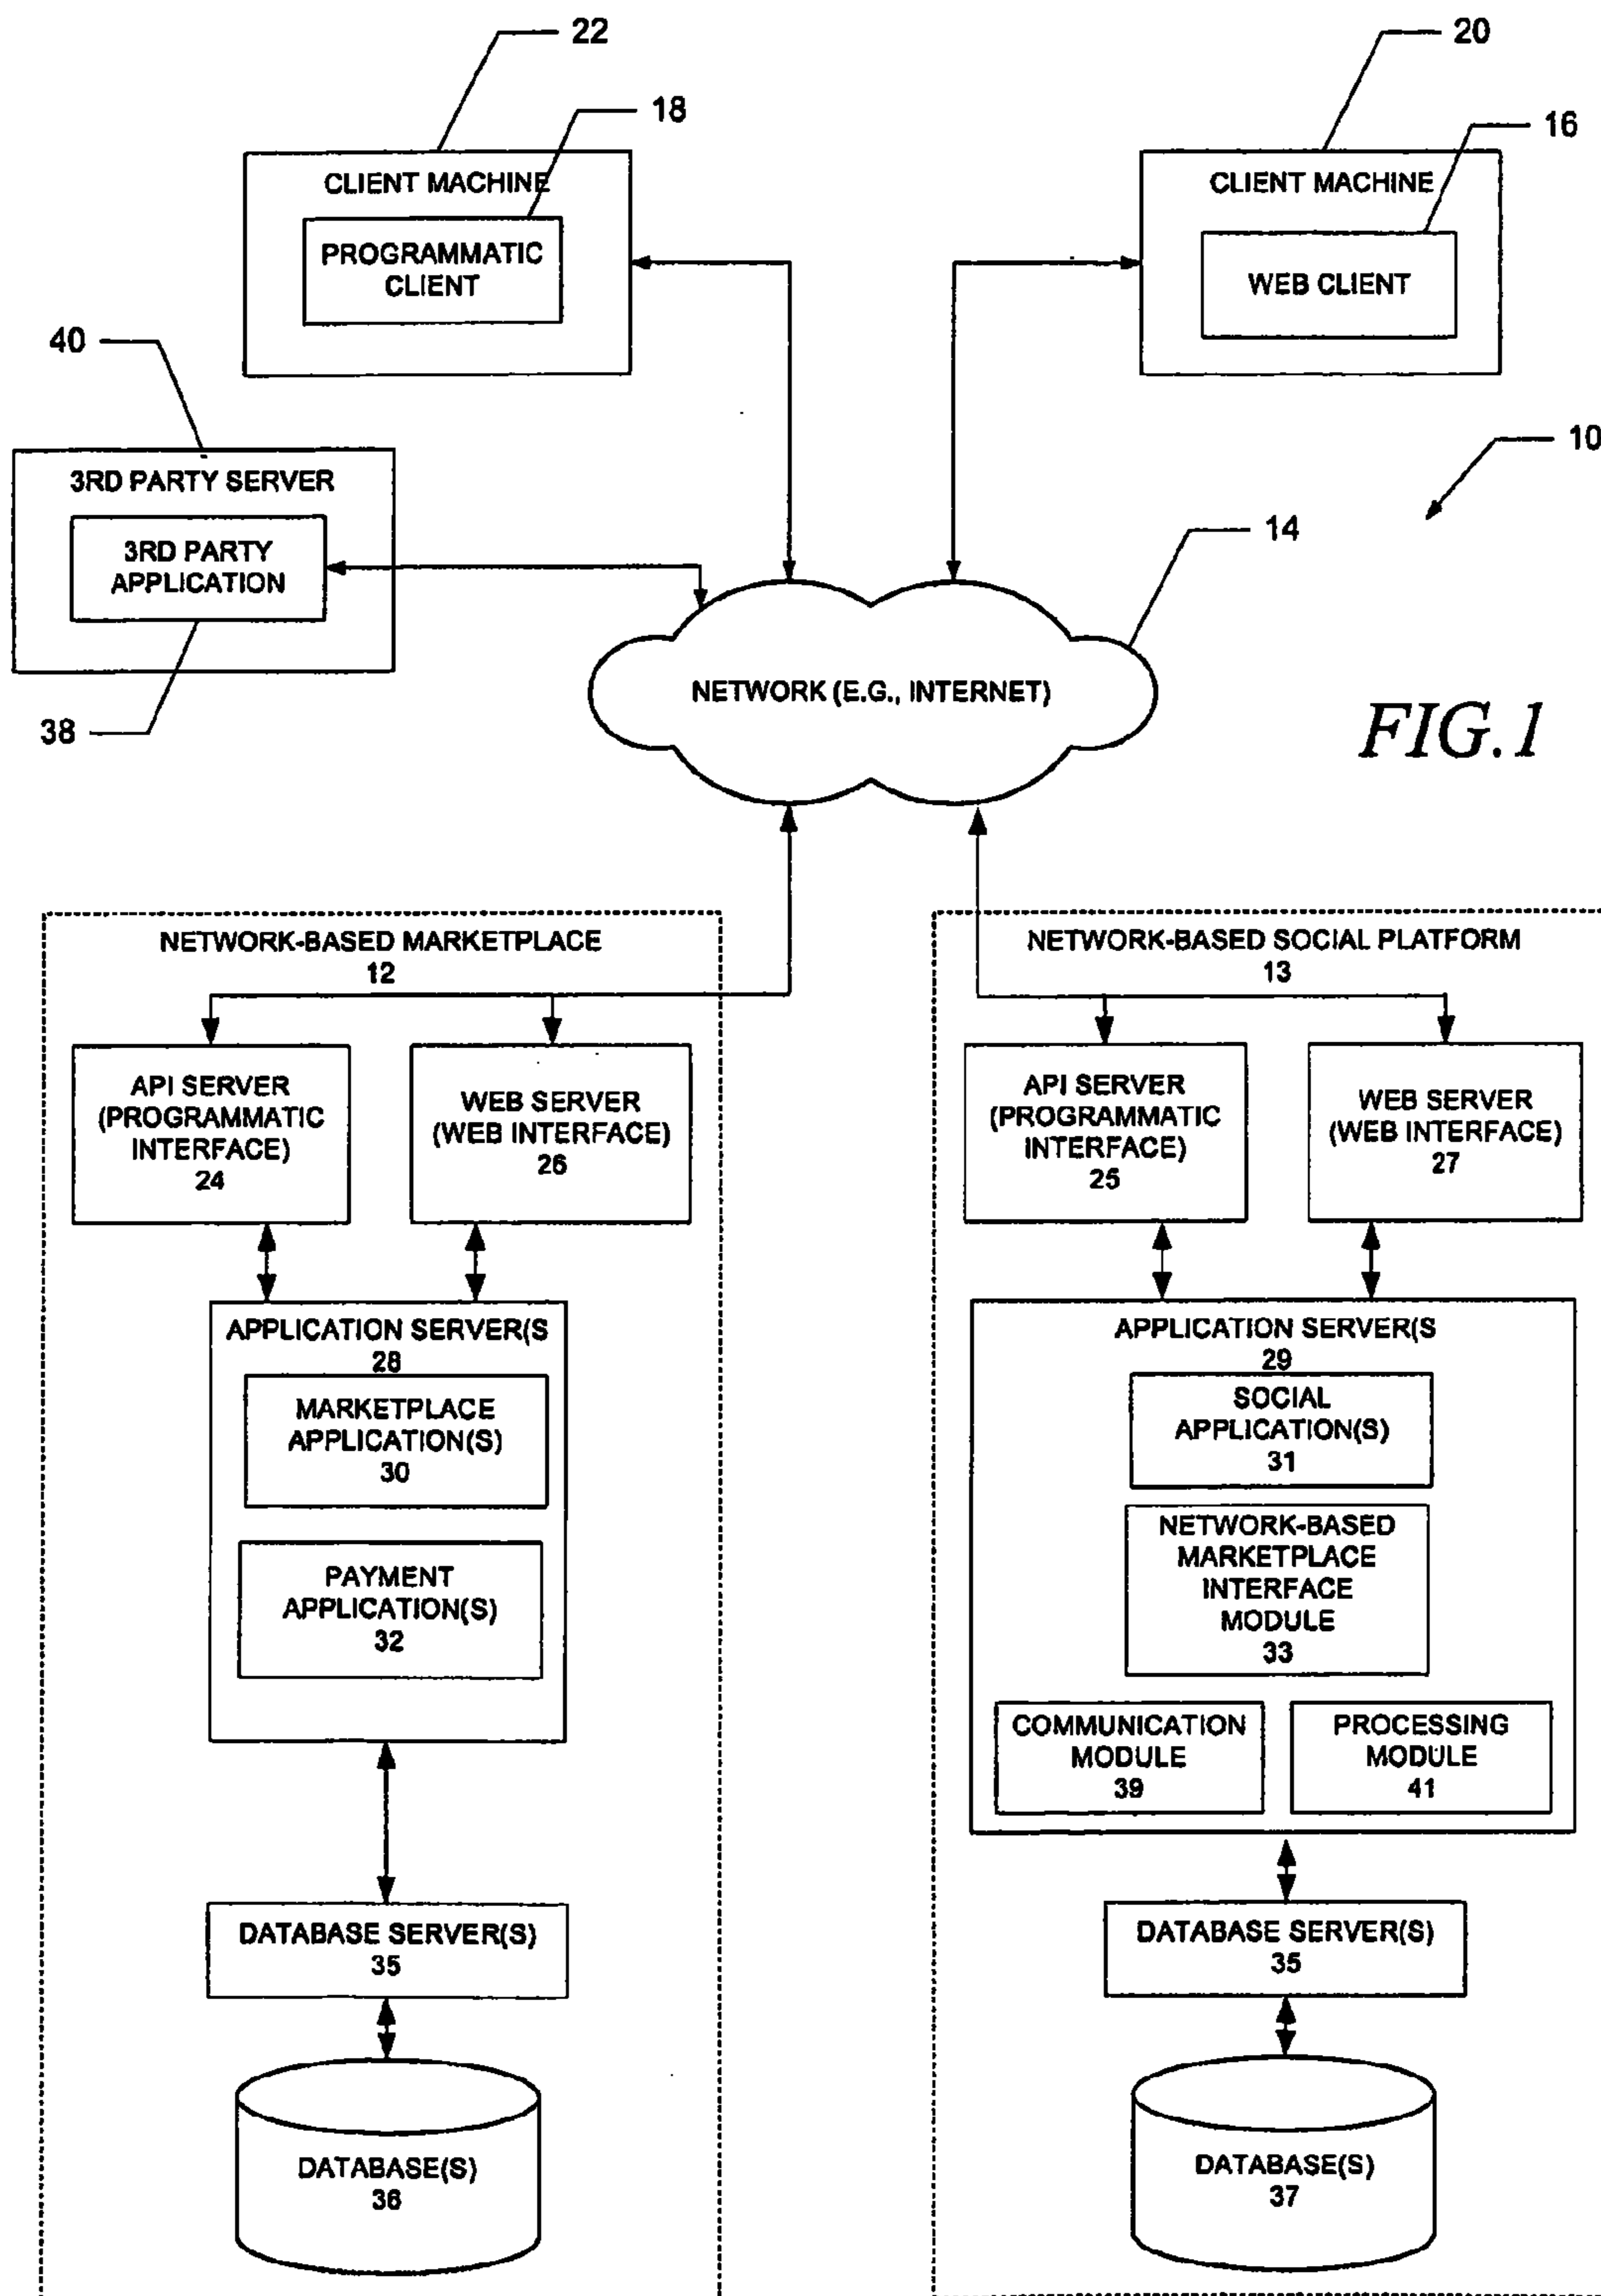 22
20
18
16
CLIENT MACHINE
PROGRAMMATIC
CLIENT
CLIENT MACHINE
WEB CLIENT
40
10
3RD PARTY SERVER
3RD PARTY
APPLICATION
14
38
NETWORK (E.G., INTERNET)
FIG.1
NETWORK-BASED MARKETPLACE
12
API SERVER
(PROGRAMMATIC
INTERFACE)
24
WEB SERVER
(WEB INTERFACE)
26
APPLICATION SERVER(S
28
MARKETPLACE
APPLICATION(S)
30
PAYMENT
APPLICATION(S)
32
DATABASE SERVER(S)
35
DATABASE(S)
36
NETWORK-BASED SOCIAL PLATFORM
13
API SERVER
(PROGRAMMATIC
INTERFACE)
25
WEB SERVER
(WEB INTERFACE)
27
APPLICATION SERVER(S
29
SOCIAL
APPLICATION(S)
31
NETWORK-BASED
MARKETPLACE
INTERFACE
MODULE
33
COMMUNICATION
MODULE
39
PROCESSING
MODULE
41
DATABASE SERVER(S)
35
DATABASE(S)
37